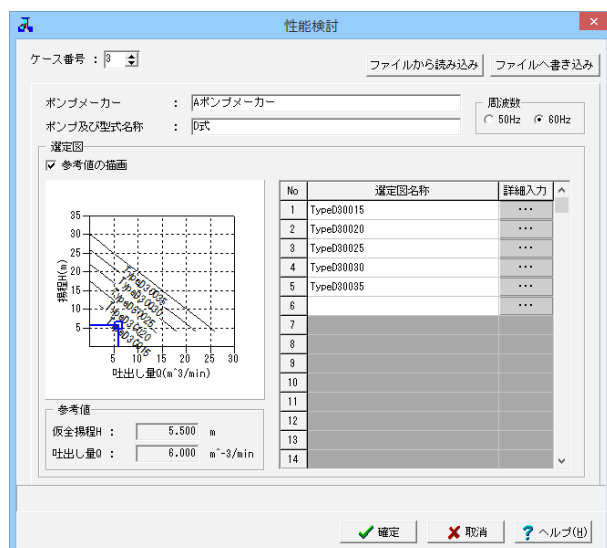 性能検討
ケース番号 : 3
ファイルから読み込み ファイルへ書き込み
ポンプメーカー : Aポンプメーカー
ポンプ及び型式名称 : D式
周波数
50Hz 60Hz
選定図
参考値の描画
35
30
25
20
15
10
5
揚程H(m)
TypeD30035
TypeD30030
TypeD30025
TypeD30020
TypeD30015
5 10 15 20 25 30
吐出し量Q(m^3/min)
参考値
仮全揚程H : 5.500 m
吐出し量Q : 6.000 m^-3/min
No 選定図名称 詳細入力
1 TypeD30015 ...
2 TypeD30020 ...
3 TypeD30025 ...
4 TypeD30030 ...
5 TypeD30035 ...
6 ...
7
8
9
10
11
12
13
14
確定 取消 ヘルプ(H)